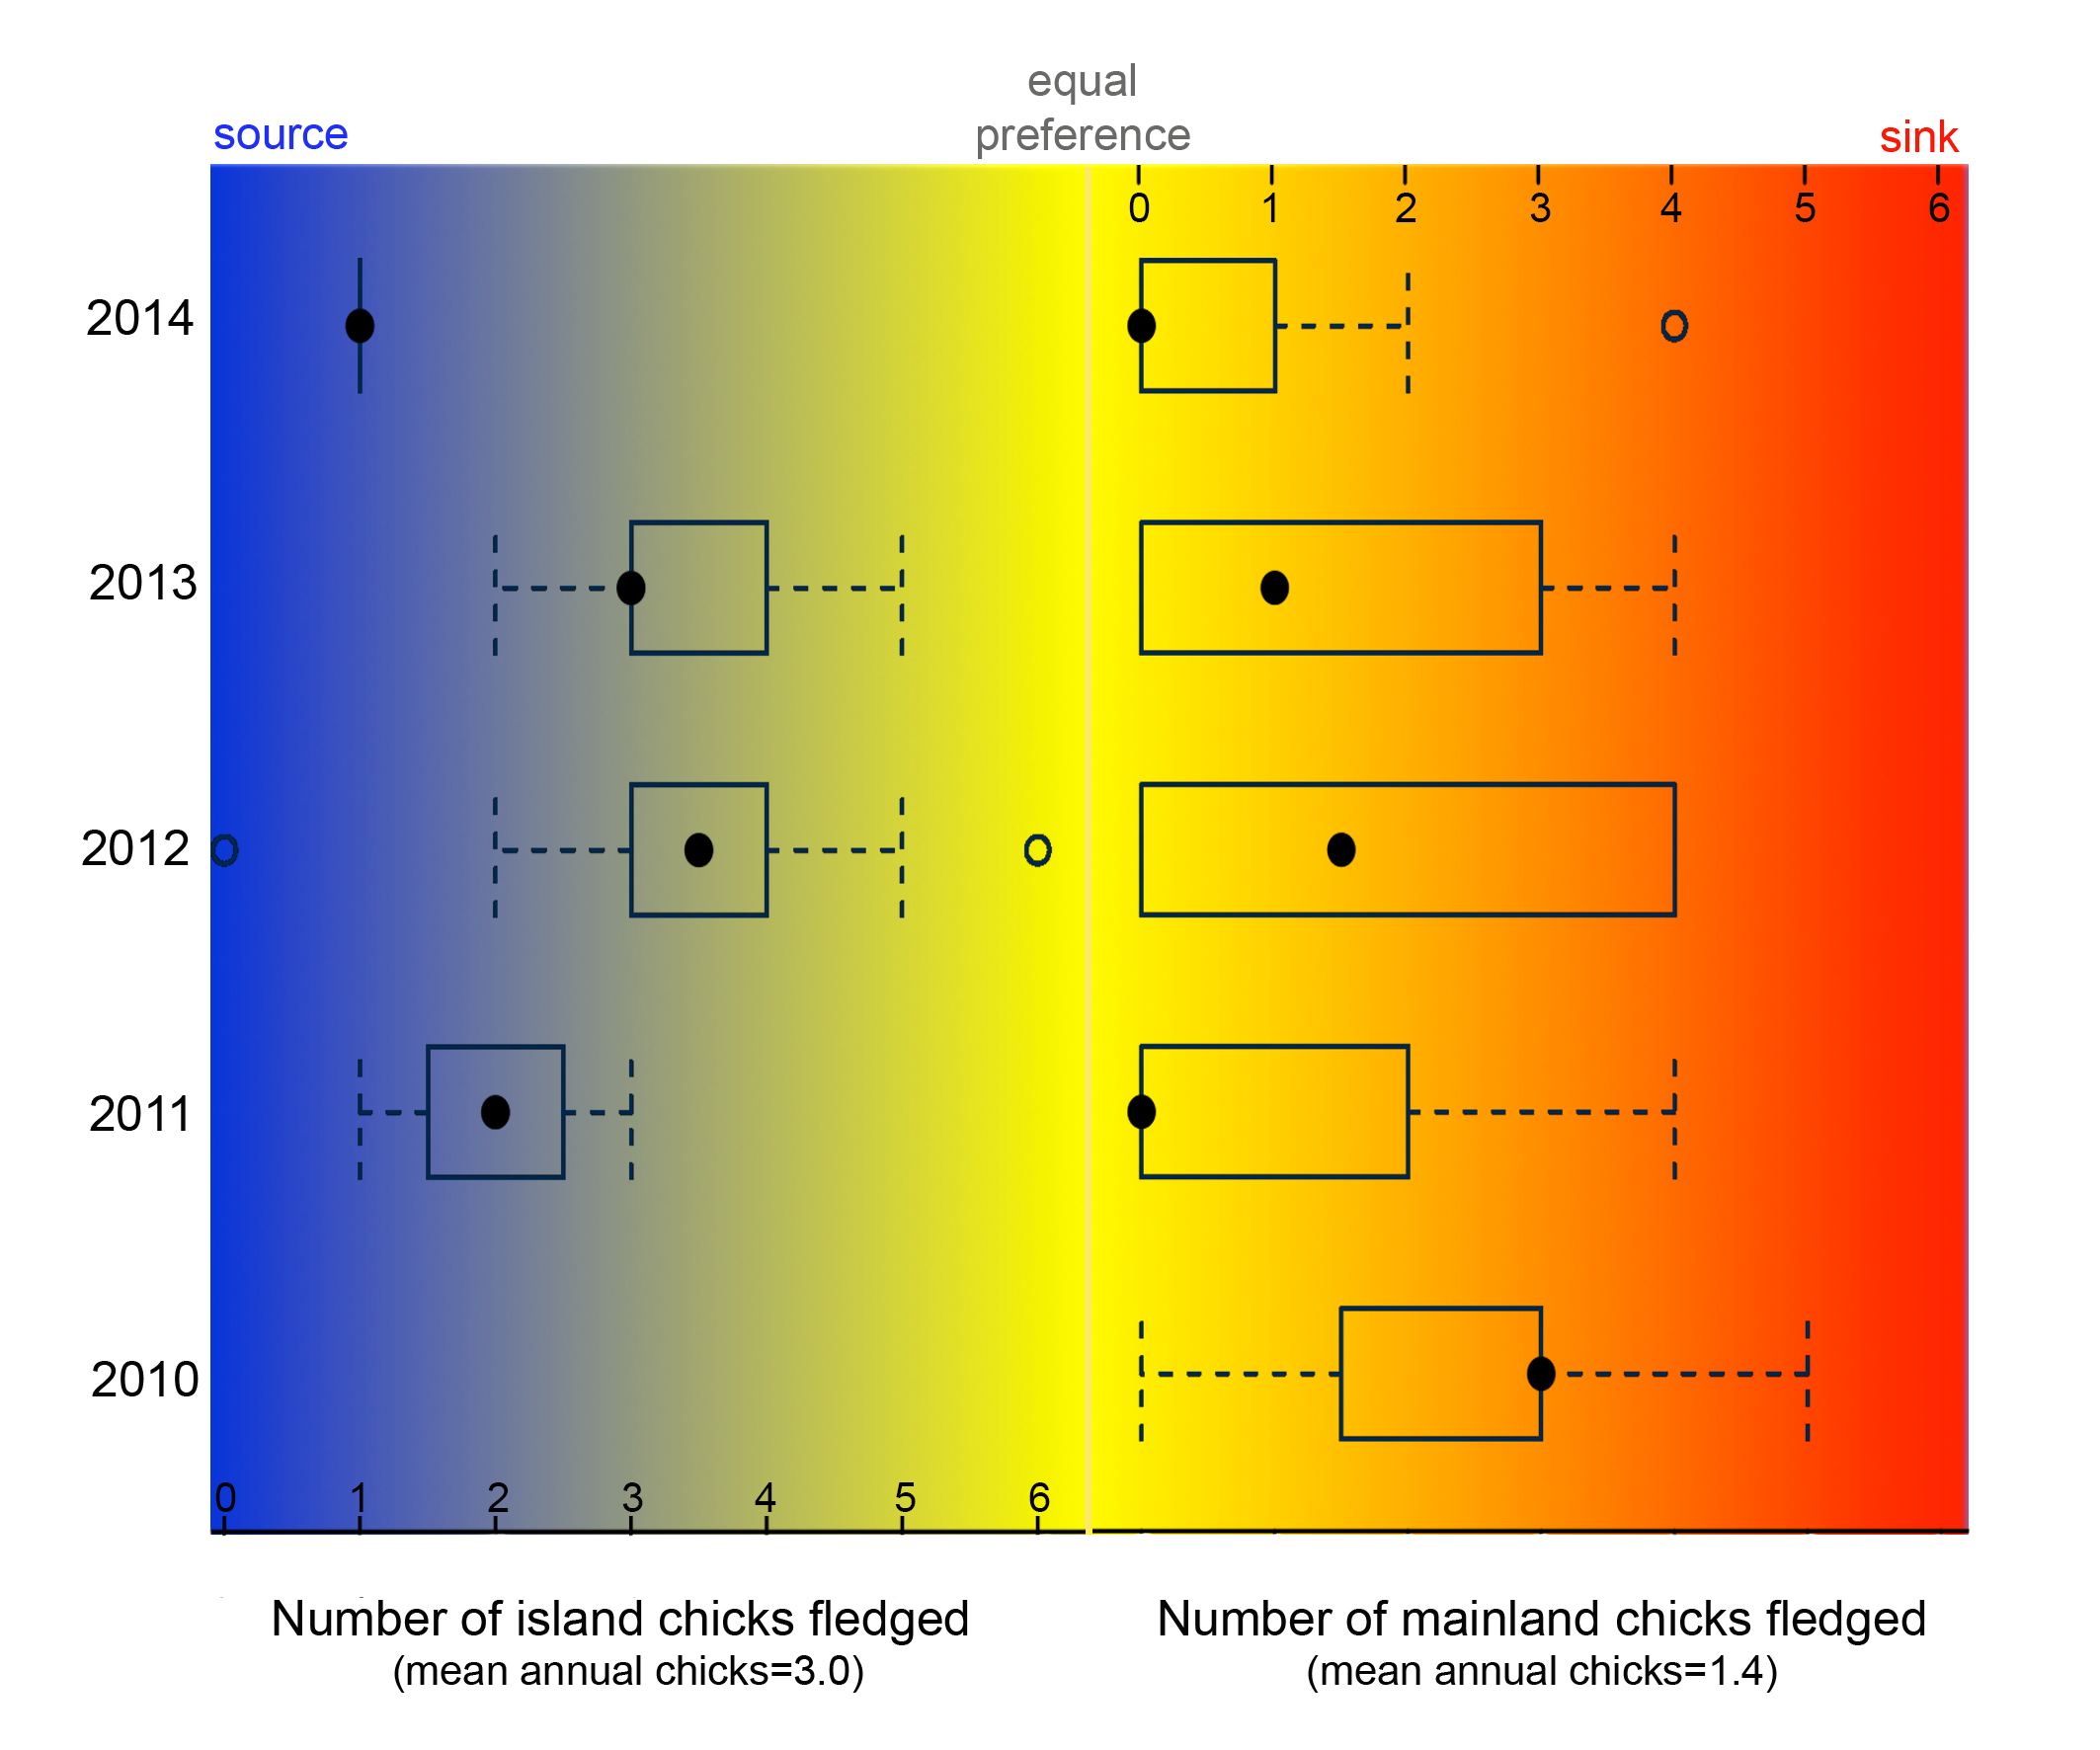 equal
source preference sink
0 1 2 3 4 5 6
2014
2013
2012
2011
2010
0 1 2 3 4 5 6
Number of island chicks fledged Number of mainland chicks fledged
(mean annual chicks=3.0) (mean annual chicks=1.4)